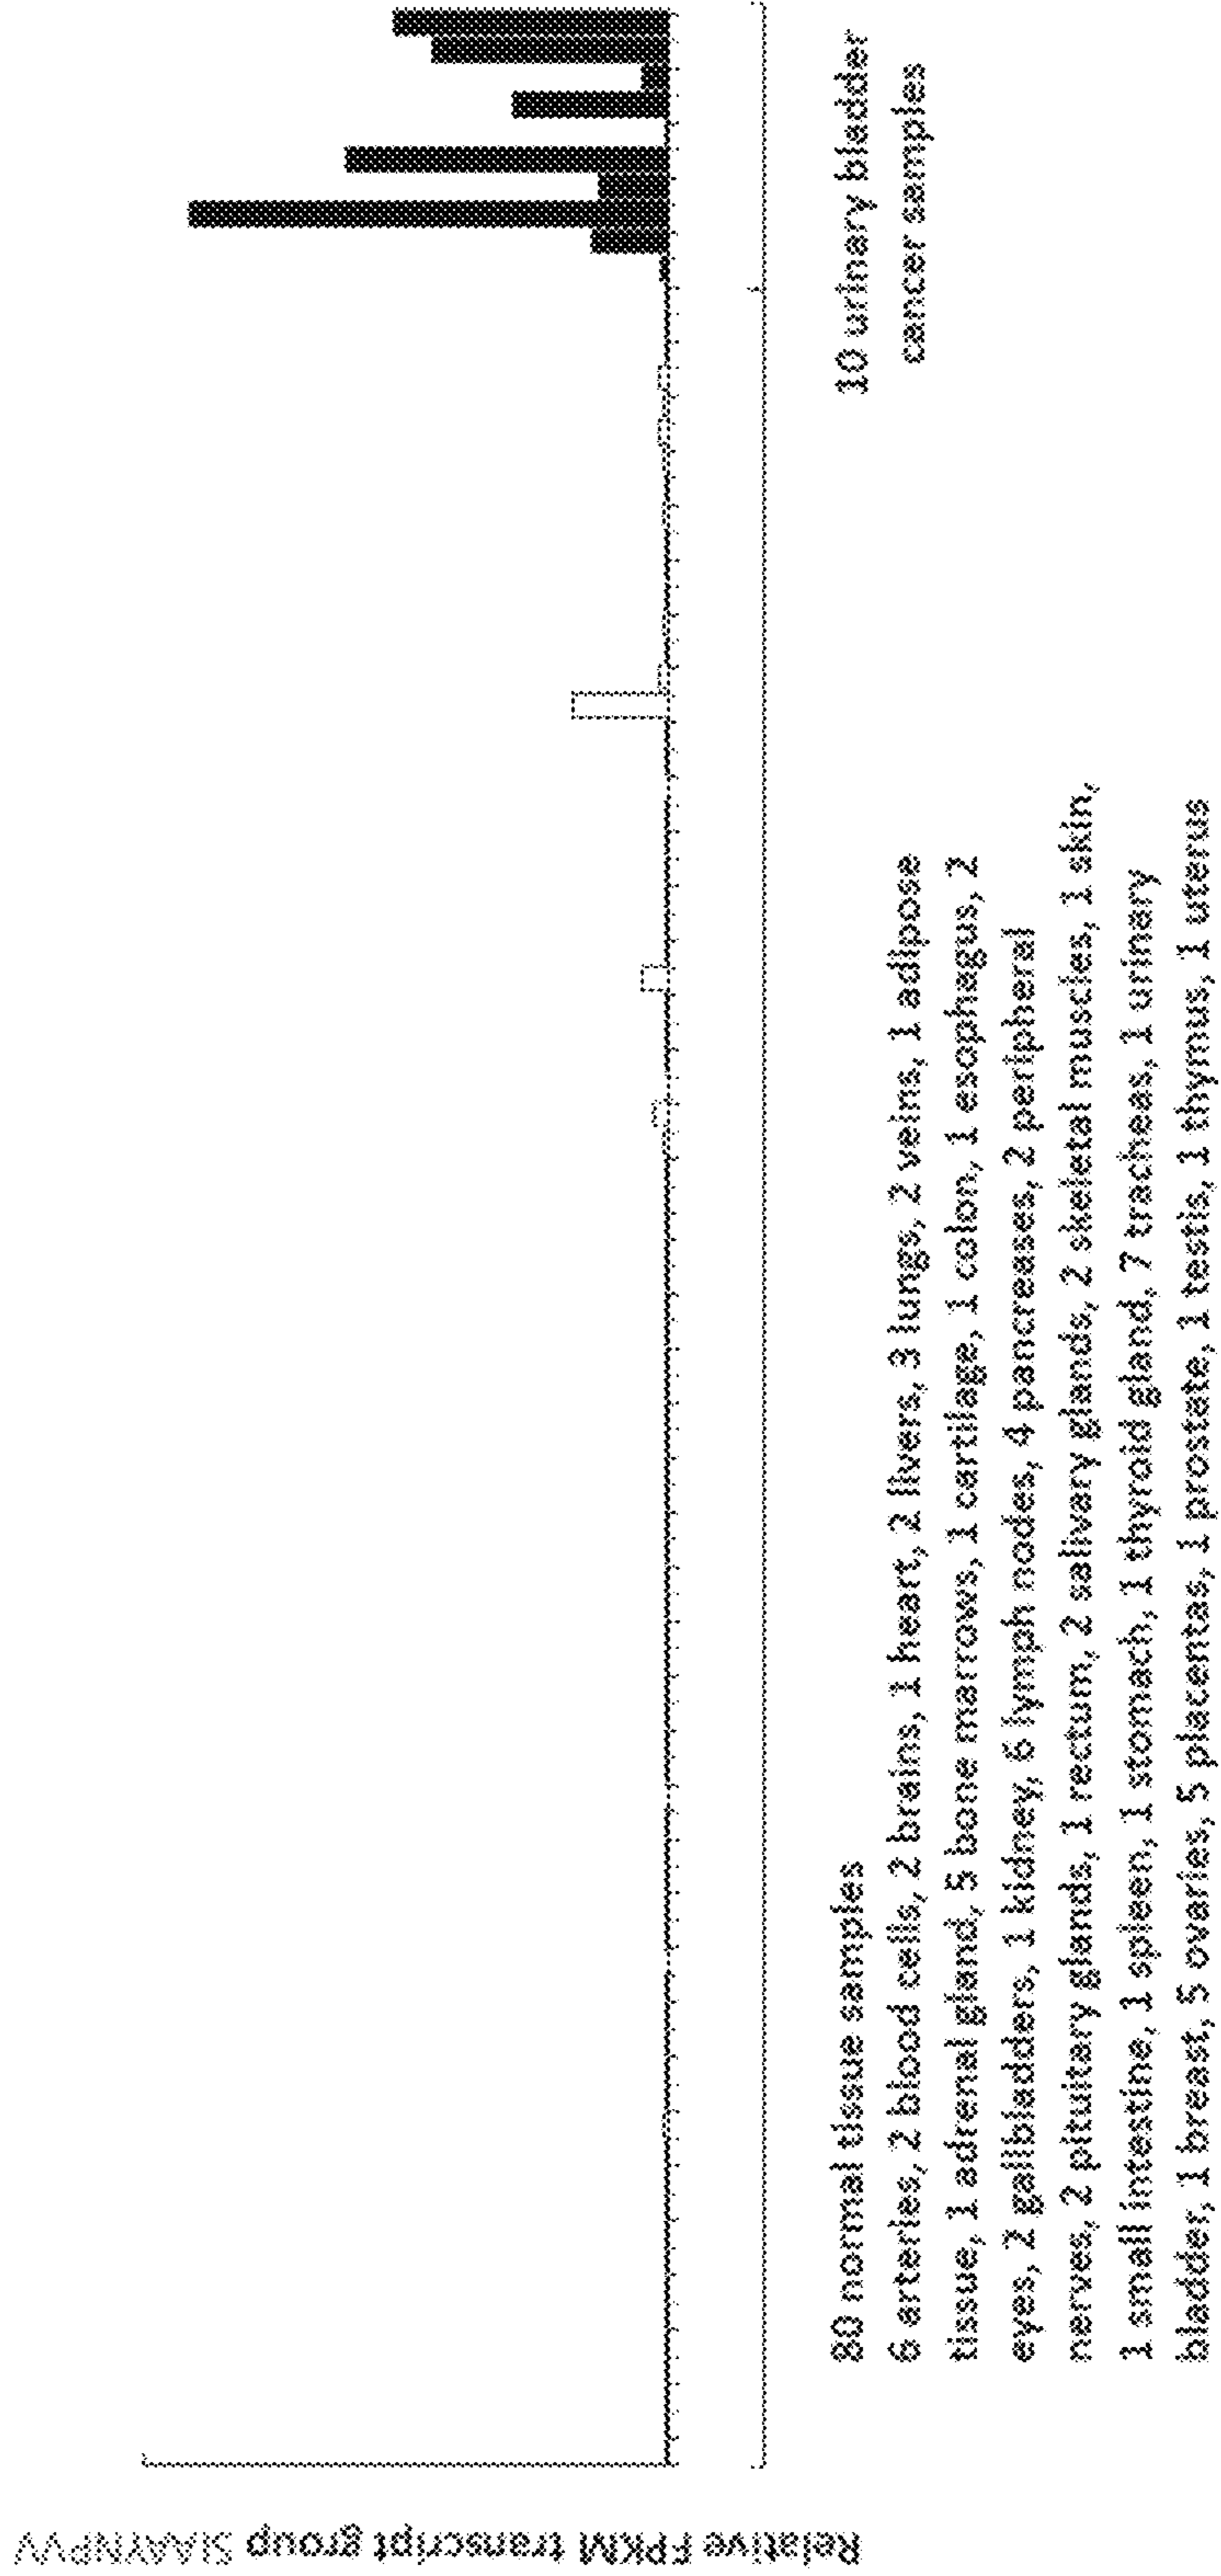 Relative FPKM transcript group SIAAYNPVV
80 normal tissue samples
6 arteries, 2 blood cells, 2 brains, 1 heart, 2 livers, 3 lungs, 2 veins, 1 adipose
tissue, 1 adrenal gland, 5 bone marrows, 1 cartilage, 1 colon, 1 esophagus, 2
eyes, 2 gallbladders, 1 kidney, 6 lymph nodes, 4 pancreases, 2 peripheral
nerves, 2 pituitary glands, 1 rectum, 2 salivary glands, 2 skeletal muscles, 1 skin,
1 small intestine, 1 spleen, 1 stomach, 1 thyroid gland, 7 tracheas, 1 urinary
bladder, 1 breast, 5 ovaries, 5 placentas, 1 prostate, 1 testis, 1 thymus, 1 uterus
10 urinary bladder
cancer samples